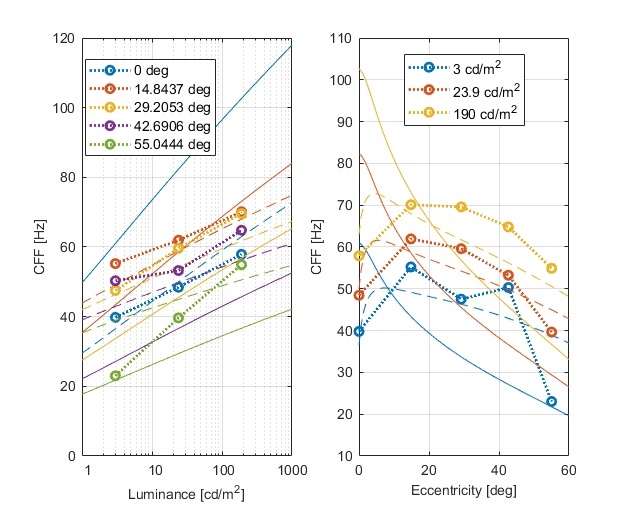 120
100
80
60
40
20
0
CFF [Hz]
0 deg
14.8437 deg
29.2053 deg
42.6906 deg
55.0444 deg
1
10
100
1000
Luminance [cd/m²]
110
100
90
80
70
60
50
40
30
20
10
CFF [Hz]
3 cd/m²
23.9 cd/m²
190 cd/m²
0
20
40
60
Eccentricity [deg]